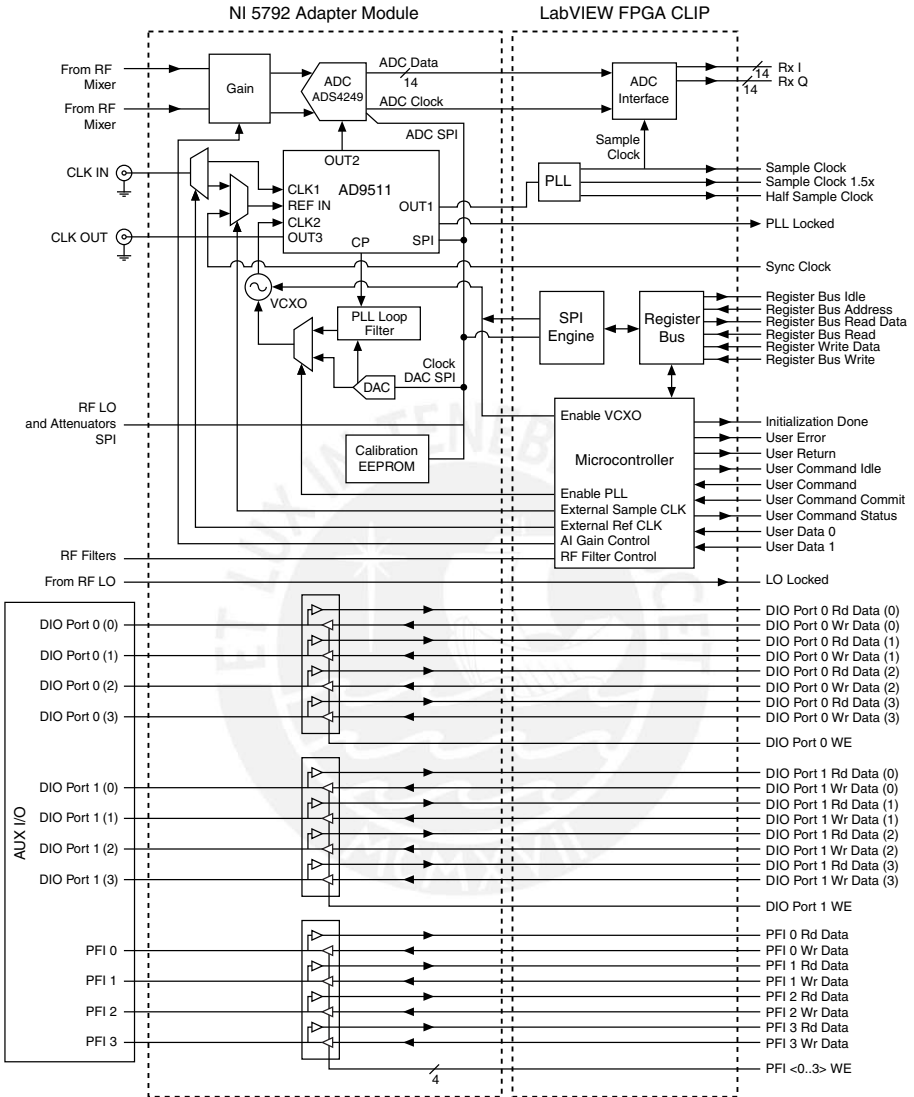 NI 5792 Adapter Module
LabVIEW FPGA CLIP
From RF
Mixer
From RF
Mixer
Gain
ADC
ADS4249
ADC Data
14
ADC Clock
ADC SPI
ADC
Interface
14
Rx I
14
Rx Q
Sample
Clock
CLK IN
OUT2
AD9511
CLK1
REF IN
CLK2
OUT3
CP
OUT1
SPI
PLL
Sample Clock
Sample Clock 1.5x
Half Sample Clock
PLL Locked
CLK OUT
Sync Clock
VCXO
PLL Loop
Filter
Clock
DAC SPI
DAC
SPI
Engine
Register
Bus
Register Bus Idle
Register Bus Address
Register Bus Read Data
Register Bus Read
Register Write Data
Register Bus Write
RF LO
and Attenuators
SPI
Calibration
EEPROM
Enable VCXO
Microcontroller
Enable PLL
External Sample CLK
External Ref CLK
AI Gain Control
RF Filter Control
Initialization Done
User Error
User Return
User Command Idle
User Command
User Command Commit
User Command Status
User Data 0
User Data 1
RF Filters
From RF LO
LO Locked
AUX I/O
DIO Port 0 (0)
DIO Port 0 (1)
DIO Port 0 (2)
DIO Port 0 (3)
DIO Port 0 Rd Data (0)
DIO Port 0 Wr Data (0)
DIO Port 0 Rd Data (1)
DIO Port 0 Wr Data (1)
DIO Port 0 Rd Data (2)
DIO Port 0 Wr Data (2)
DIO Port 0 Rd Data (3)
DIO Port 0 Wr Data (3)
DIO Port 0 WE
DIO Port 1 (0)
DIO Port 1 (1)
DIO Port 1 (2)
DIO Port 1 (3)
DIO Port 1 Rd Data (0)
DIO Port 1 Wr Data (0)
DIO Port 1 Rd Data (1)
DIO Port 1 Wr Data (1)
DIO Port 1 Rd Data (2)
DIO Port 1 Wr Data (2)
DIO Port 1 Rd Data (3)
DIO Port 1 Wr Data (3)
DIO Port 1 WE
PFI 0
PFI 1
PFI 2
PFI 3
PFI 0 Rd Data
PFI 0 Wr Data
PFI 1 Rd Data
PFI 1 Wr Data
PFI 2 Rd Data
PFI 2 Wr Data
PFI 3 Rd Data
PFI 3 Wr Data
4
PFI <0..3> WE
ET LUX IN
MCMXVII